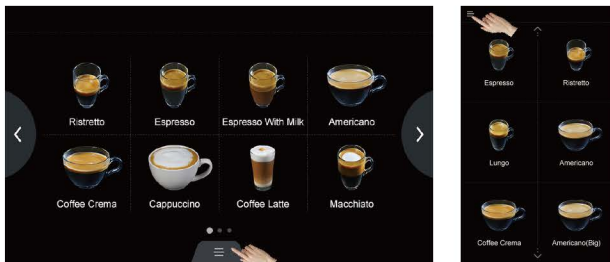 Ristretto
Espresso
Espresso With Milk
Americano
Coffee Crema
Cappuccino
Coffee Latte
Macchiato
Espresso
Ristretto
Lungo
Americano
Coffee Crema
Americano(Big)